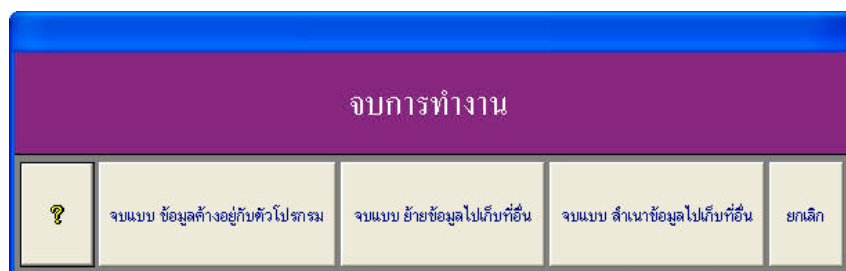 จบการทำงาน
? จบแบบ ข้อมูลค้างอยู่กับตัวโปรกรม จบแบบ ย้ายข้อมูลไปเก็บที่อื่น จบแบบ สำเนาข้อมูลไปเก็บที่อื่น ยกเลิก